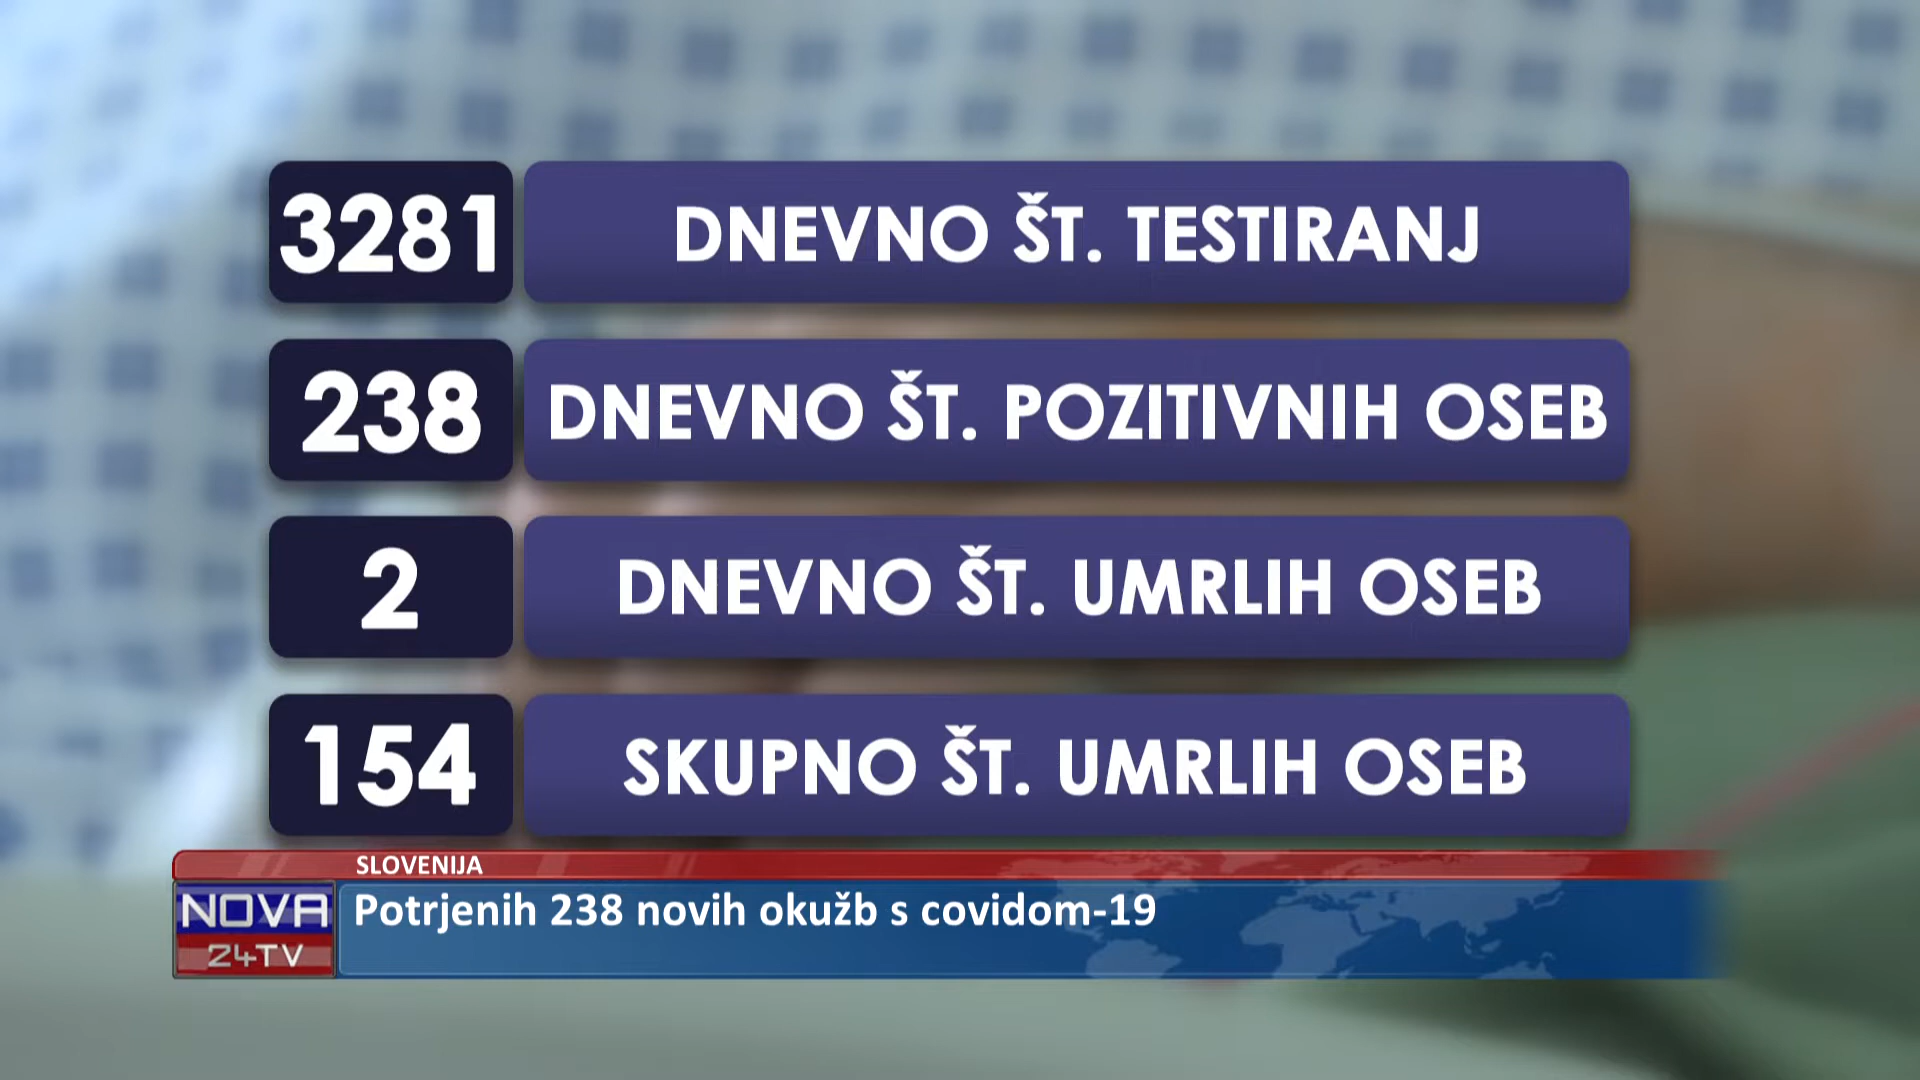 3281 DNEVNO ŠT. TESTIRANJ
238 DNEVNO ŠT. POZITIVNIH OSEB
2 DNEVNO ŠT. UMRLIH OSEB
154 SKUPNO ŠT. UMRLIH OSEB
SLOVENIJA
NOVA
24TV
Potrjenih 238 novih okužb s covidom-19